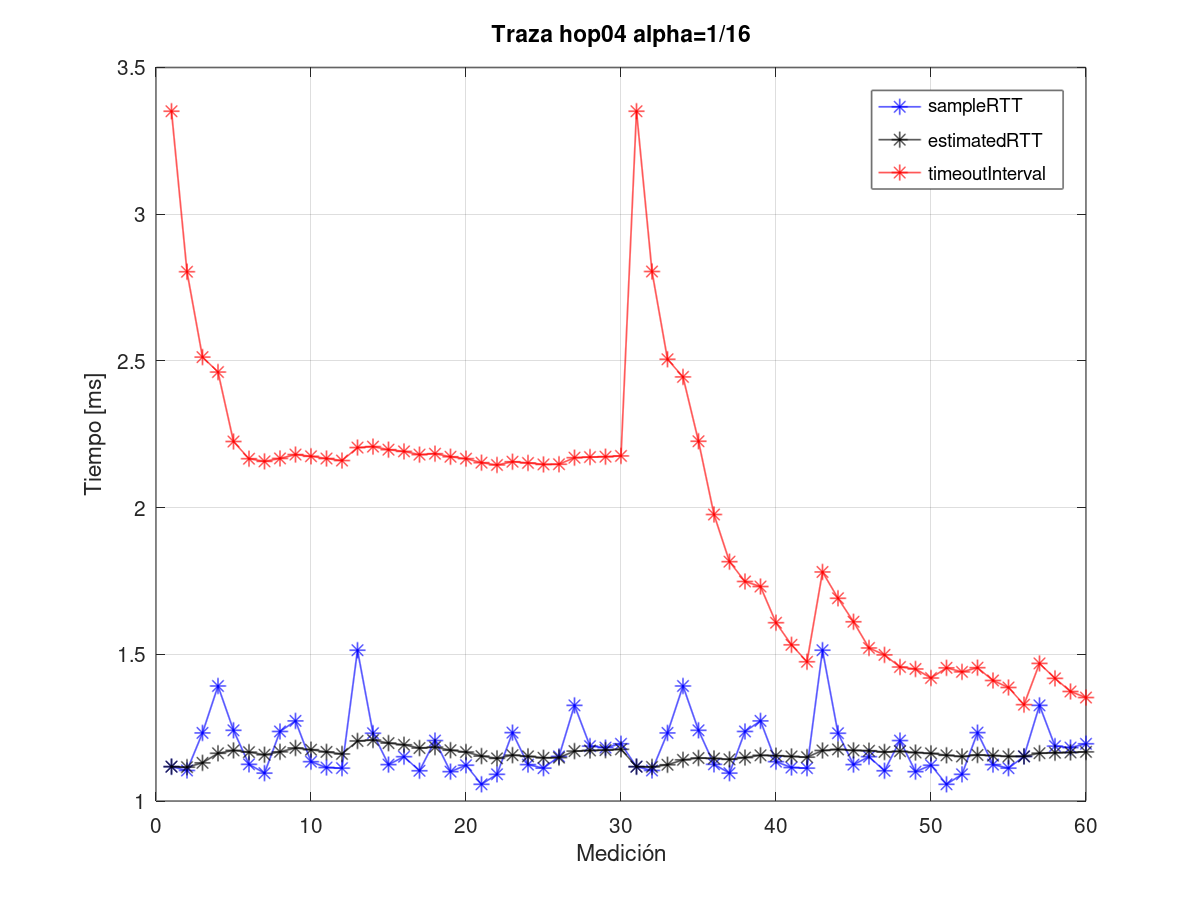 Traza hop04 alpha=1/16
3.5
3
2.5
2
1.5
1
Tiempo [ms]
sampleRTT
estimatedRTT
timeoutInterval
0 10 20 30 40 50 60
Medición